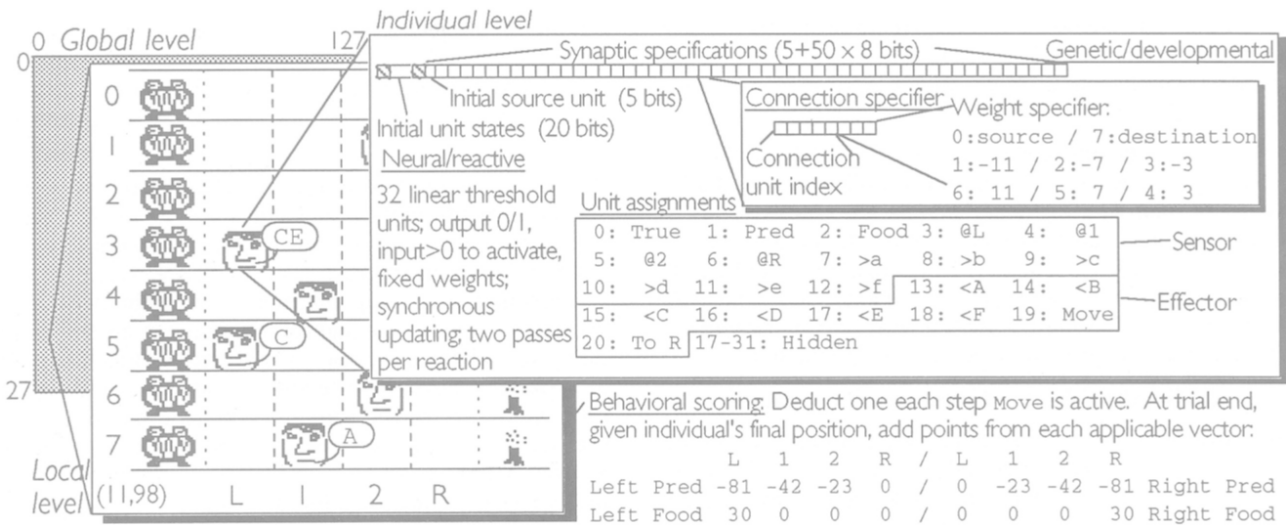 Individual level
0 Global level 127
0
27
Local
level
0
1
2
3
4
5
6
7
CE
C
A
(11,98) L 1 2 R
Synaptic specifications (5+50 x 8 bits)
Genetic/developmental
Initial source unit (5 bits)
Initial unit states (20 bits)
Neural/reactive
32 linear threshold
units; output 0/1,
input>0 to activate,
fixed weights;
synchronous
updating; two passes
per reaction
Connection specifier
Weight specifier:
0:source / 7:destination
1:-11 / 2:-7 / 3:-3
6: 11 / 5: 7 / 4: 3
Connection
unit index
Unit assignments
0: True 1: Pred 2: Food 3: @L 4: @1
5: @2 6: @R 7: >a 8: >b 9: >c
10: >d 11: >e 12: >f 13: <A 14: <B
15: <C 16: <D 17: <E 18: <F 19: Move
20: To R 17-31: Hidden
Sensor
Effector
Behavioral scoring: Deduct one each step Move is active. At trial end,
given individual's final position, add points from each applicable vector:
L 1 2 R / L 1 2 R
Left Pred -81 -42 -23 0 / 0 -23 -42 -81 Right Pred
Left Food 30 0 0 0 / 0 0 0 30 Right Food